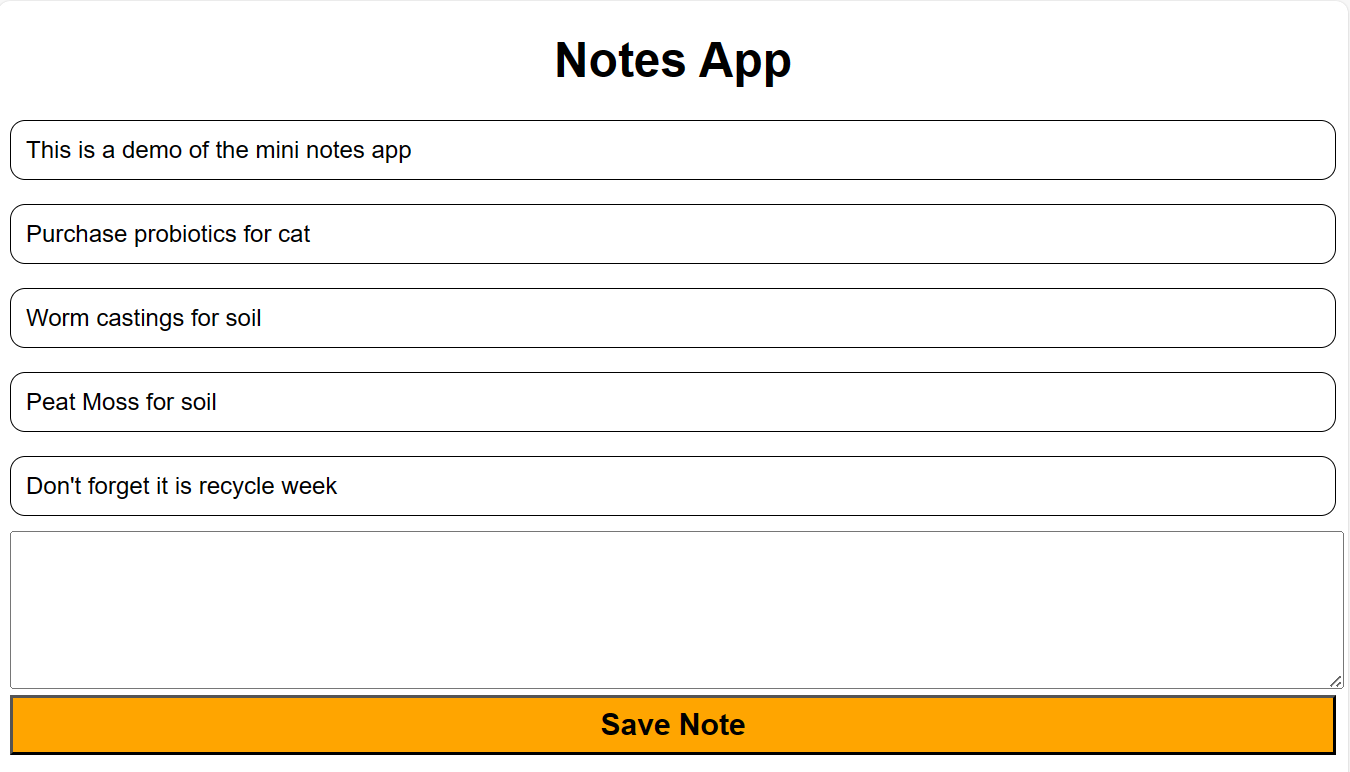 Notes App
This is a demo of the mini notes app
Purchase probiotics for cat
Worm castings for soil
Peat Moss for soil
Don't forget it is recycle week
Save Note